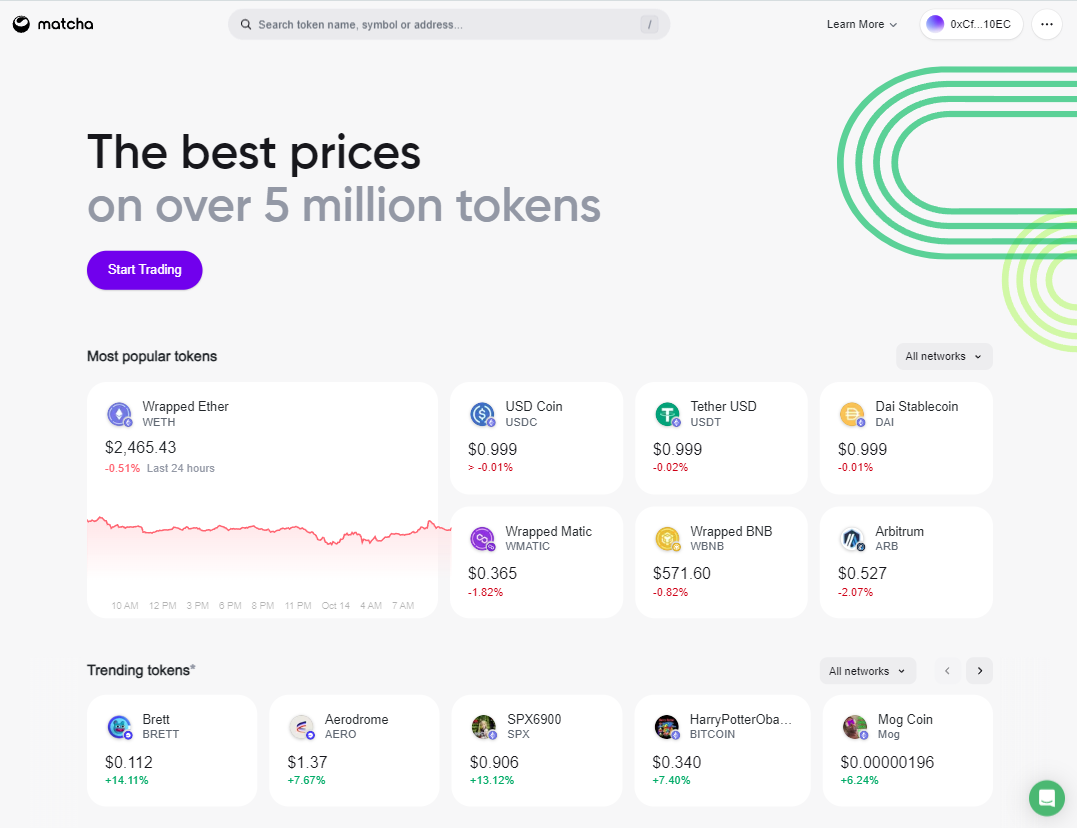 matcha
Search token name, symbol or address...
/
Learn More
0xCf...10EC
The best prices
on over 5 million tokens
Start Trading
Most popular tokens
All networks
Wrapped Ether
WETH
$2,465.43
-0.51% Last 24 hours
10 AM 12 PM 3 PM 6 PM 8 PM 11 PM Oct 14 4 AM 7 AM
USD Coin
USDC
$0.999
> -0.01%
Tether USD
USDT
$0.999
-0.02%
Dai Stablecoin
DAI
$0.999
-0.01%
Wrapped Matic
WMATIC
$0.365
-1.82%
Wrapped BNB
WBNB
$571.60
-0.82%
Arbitrum
ARB
$0.527
-2.07%
Trending tokens*
All networks
Brett
BRETT
$0.112
+14.11%
Aerodrome
AERO
$1.37
+7.67%
SPX6900
SPX
$0.906
+13.12%
HarryPotterOba...
BITCOIN
$0.340
+7.40%
Mog Coin
Mog
$0.00000196
+6.24%